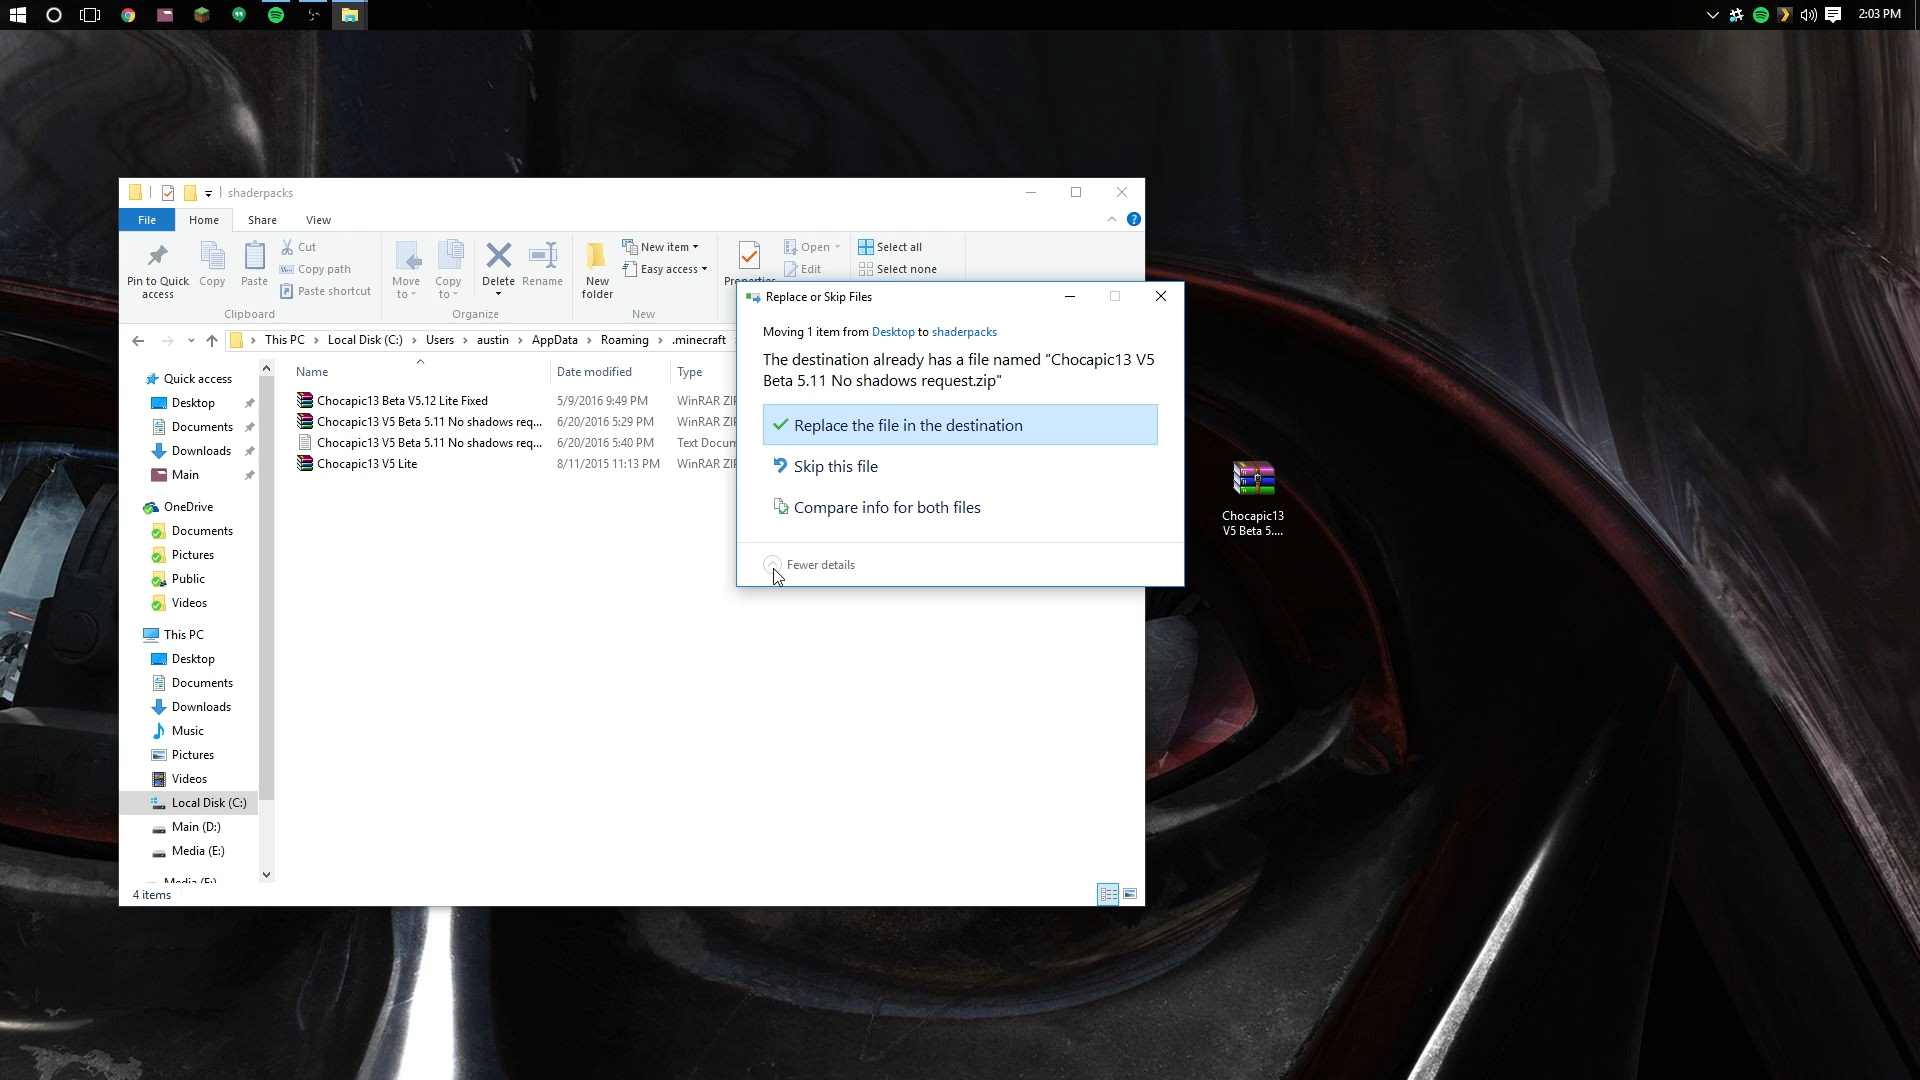 2:03 PM
shaderpacks
File Home Share View
Pin to Quick access
Copy
Paste
Cut
Copy path
Paste shortcut
Clipboard
Move to
Copy to
Delete
Rename
Organize
New folder
New item
Easy access
New
Properties
Open
Edit
Select all
Select none
This PC > Local Disk (C:) > Users > austin > AppData > Roaming > .minecraft
Name Date modified Type
Chocapic13 Beta V5.12 Lite Fixed 5/9/2016 9:49 PM WinRAR ZIP
Chocapic13 V5 Beta 5.11 No shadows req... 6/20/2016 5:29 PM WinRAR ZIP
Chocapic13 V5 Beta 5.11 No shadows req... 6/20/2016 5:40 PM Text Docum
Chocapic13 V5 Lite 8/11/2015 11:13 PM WinRAR ZIP
Quick access
Desktop
Documents
Downloads
Main
OneDrive
Documents
Pictures
Public
Videos
This PC
Desktop
Documents
Downloads
Music
Pictures
Videos
Local Disk (C:)
Main (D:)
Media (E:)
4 items
Replace or Skip Files
Moving 1 item from Desktop to shaderpacks
The destination already has a file named "Chocapic13 V5
Beta 5.11 No shadows request.zip"
Replace the file in the destination
Skip this file
Compare info for both files
Fewer details
Chocapic13
V5 Beta 5....